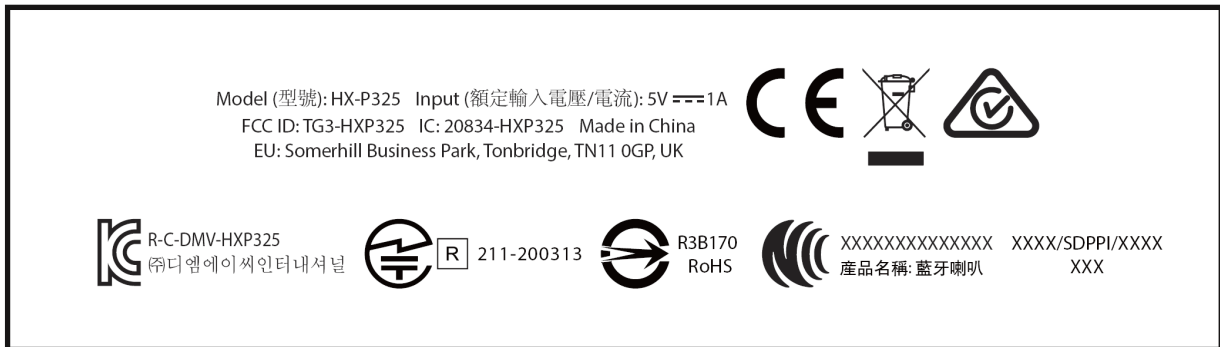 Model (型號): HX-P325 Input (額定輸入電壓/電流): 5V ⎓ 1A
FCC ID: TG3-HXP325 IC: 20834-HXP325 Made in China
EU: Somerhill Business Park, Tonbridge, TN11 0GP, UK
CE
R-C-DMV-HXP325
㈜디엠에이씨인터내셔널
R 211-200313
R3B170
RoHS
XXXXXXXXXXXXXX
産品名稱: 藍牙喇叭
XXXX/SDPPI/XXXX
XXX